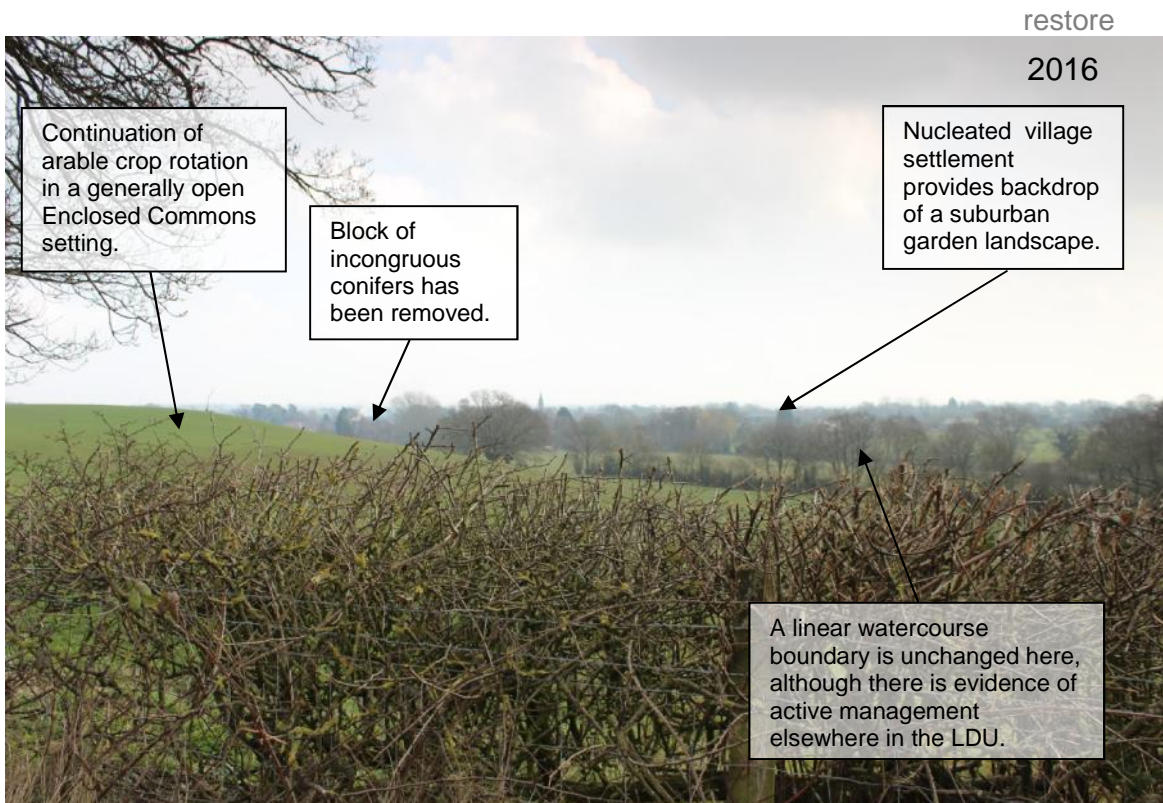 restore
2016
Continuation of
arable crop rotation
in a generally open
Enclosed Commons
setting.
Block of
incongruous
conifers has
been removed.
Nucleated village
settlement
provides backdrop
of a suburban
garden landscape.
A linear watercourse
boundary is unchanged here,
although there is evidence of
active management
elsewhere in the LDU.